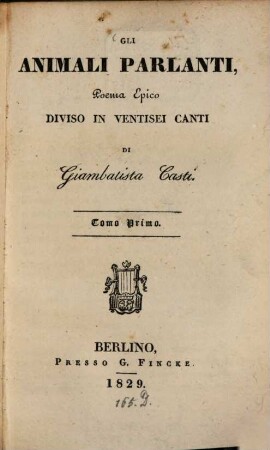 GLI
ANIMALI PARLANTI,
Poema Epico
DIVISO IN VENTISEI CANTI
DI
Giambatista Casti.
Tomo Primo.
BERLINO,
PRESSO G. FINCKE.
1829.